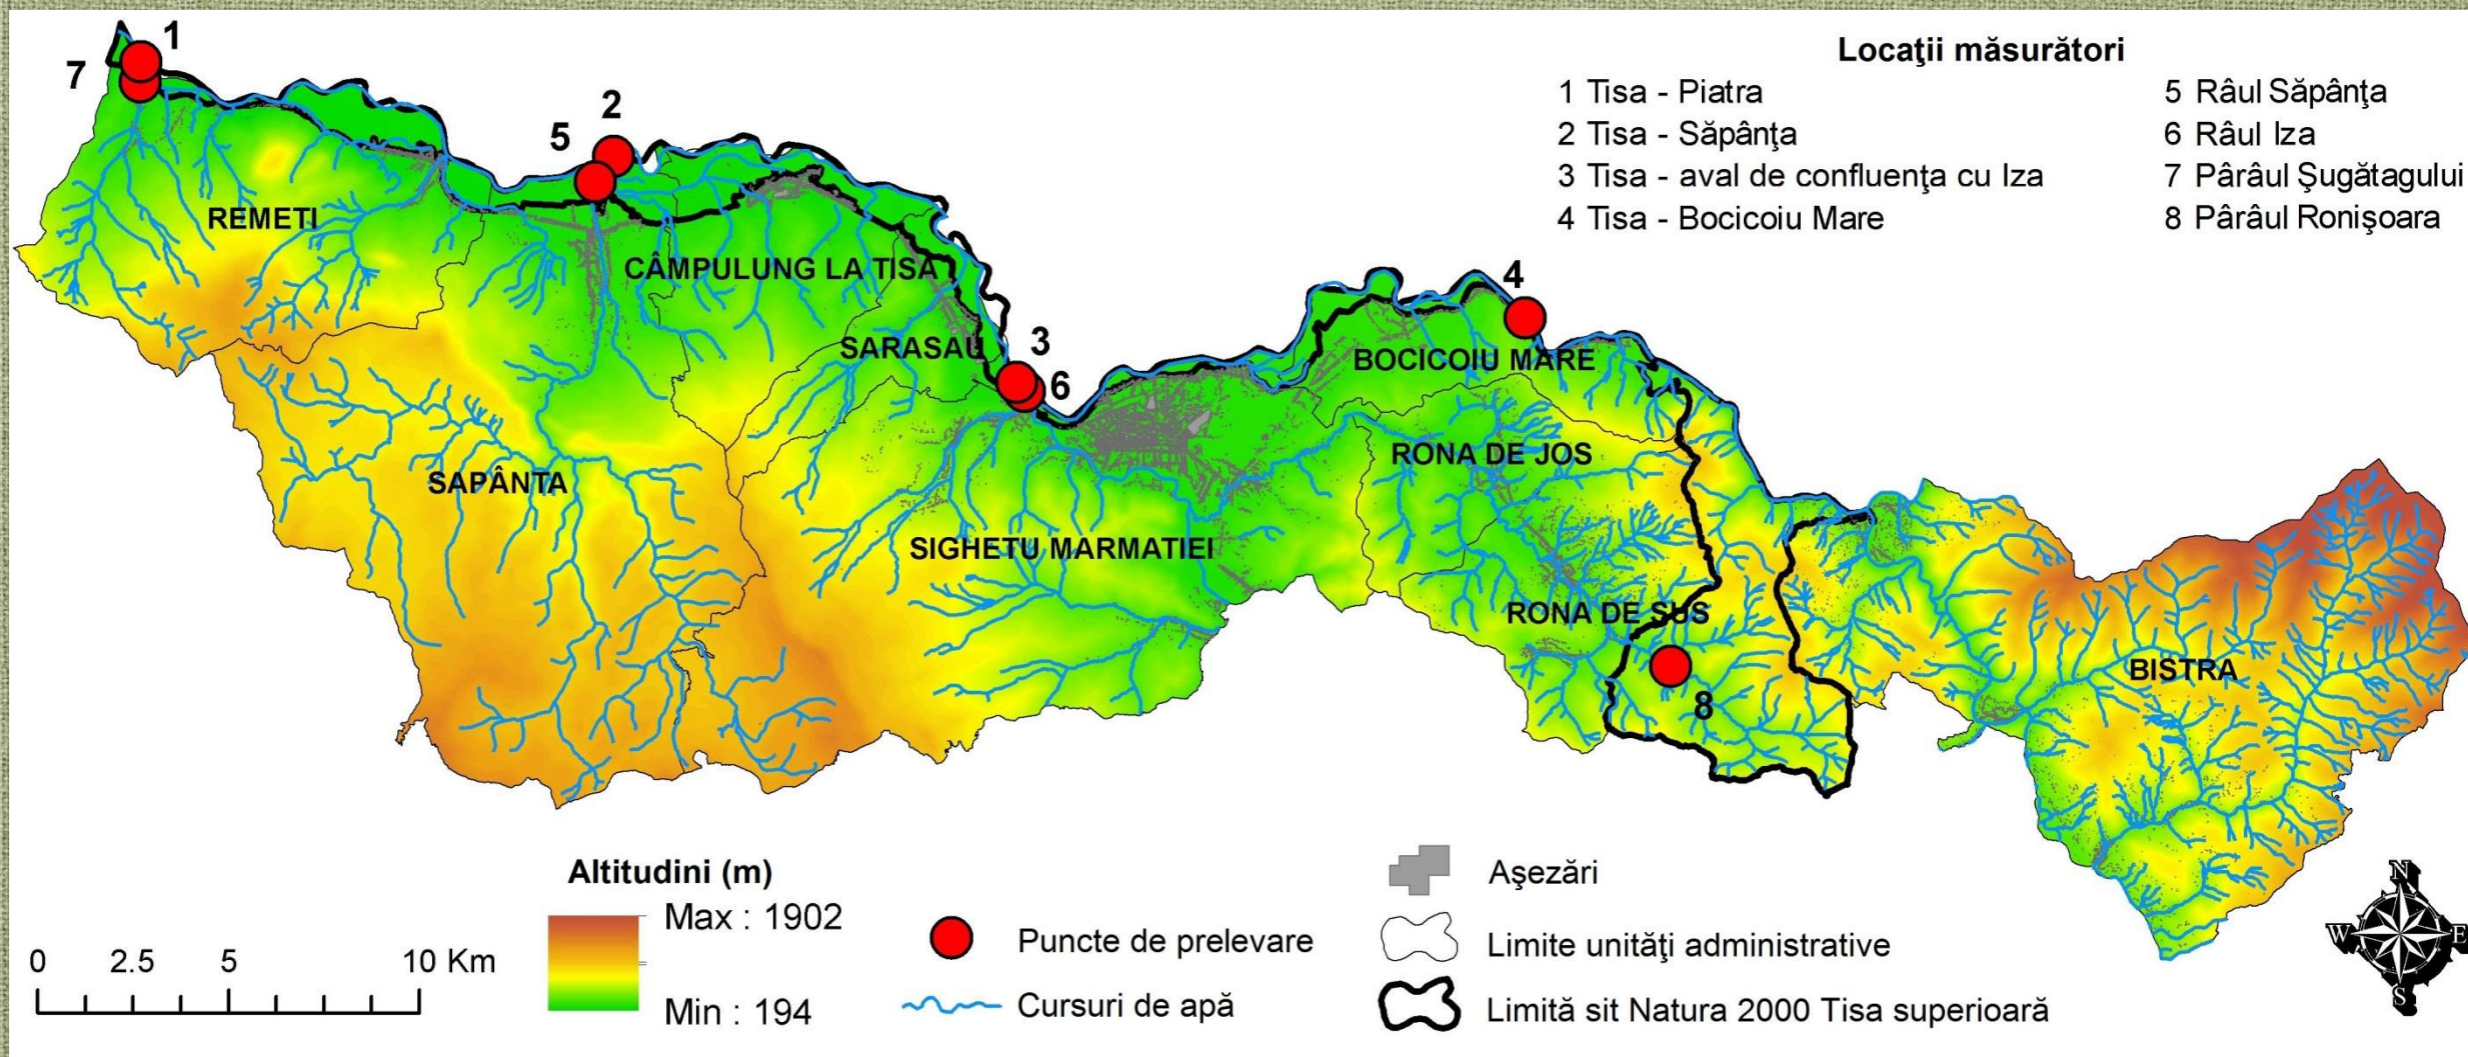 Locaţii măsurători
1 Tisa - Piatra
2 Tisa - Săpânţa
3 Tisa - aval de confluenţa cu Iza
4 Tisa - Bocicoiu Mare
5 Râul Săpânţa
6 Râul Iza
7 Pârâul Şugătagului
8 Pârâul Ronişoara
1
7
2
5
REMETI
CÂMPULUNG LA TISA
4
3
SARASAU
6
BOCICOIU MARE
RONA DE JOS
SAPÂNTA
SIGHETU MARMATIEI
RONA DE SUS
BISTRA
8
Altitudini (m)
Max : 1902
Min : 194
0 2.5 5 10 Km
Puncte de prelevare
Cursuri de apă
Aşezări
Limite unităţi administrative
Limită sit Natura 2000 Tisa superioară
N
W E
S